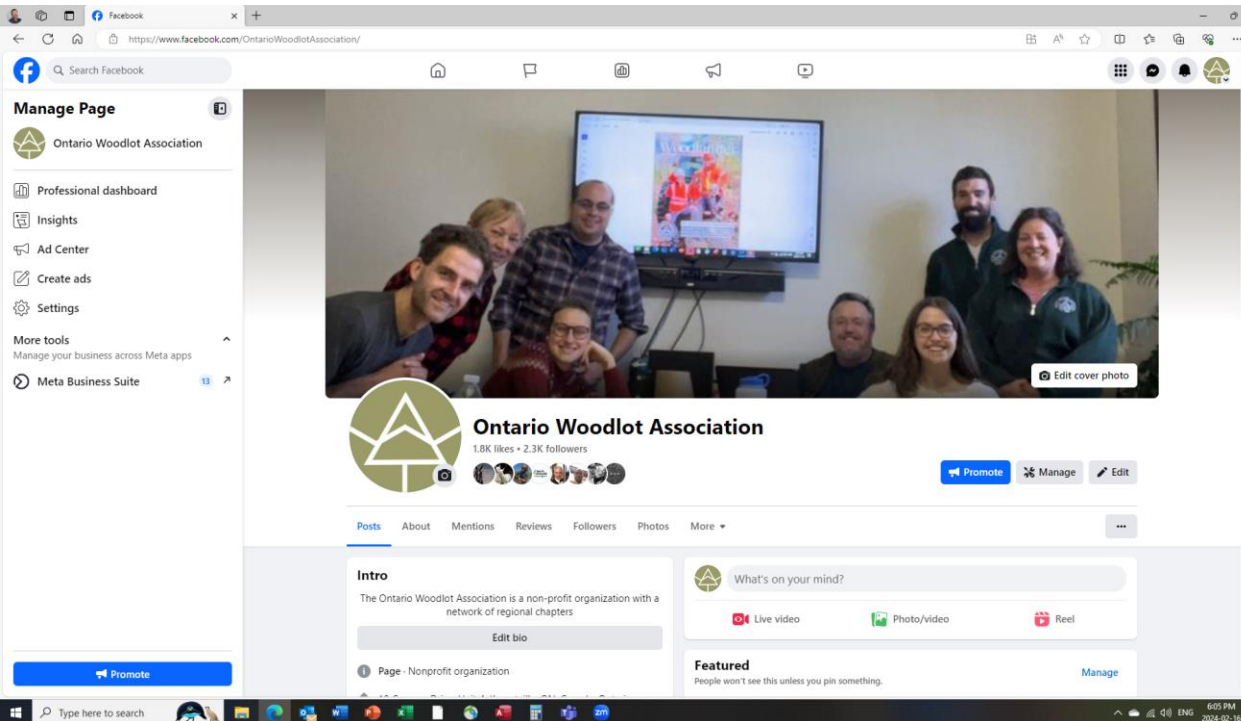 Facebook
https://www.facebook.com/OntarioWoodlotAssociation/
Search Facebook
Manage Page
Ontario Woodlot Association
Professional dashboard
Insights
Ad Center
Create ads
Settings
More tools
Manage your business across Meta apps
Meta Business Suite
13
Promote
Woodlander
Edit cover photo
Ontario Woodlot Association
1.8K likes • 2.3K followers
Promote
Manage
Edit
Posts
About
Mentions
Reviews
Followers
Photos
More
Intro
The Ontario Woodlot Association is a non-profit organization with a
network of regional chapters
Edit bio
Page · Nonprofit organization
What's on your mind?
Live video
Photo/video
Reel
Featured
People won't see this unless you pin something.
Manage
Type here to search
ENG
6:05 PM
2024-02-16